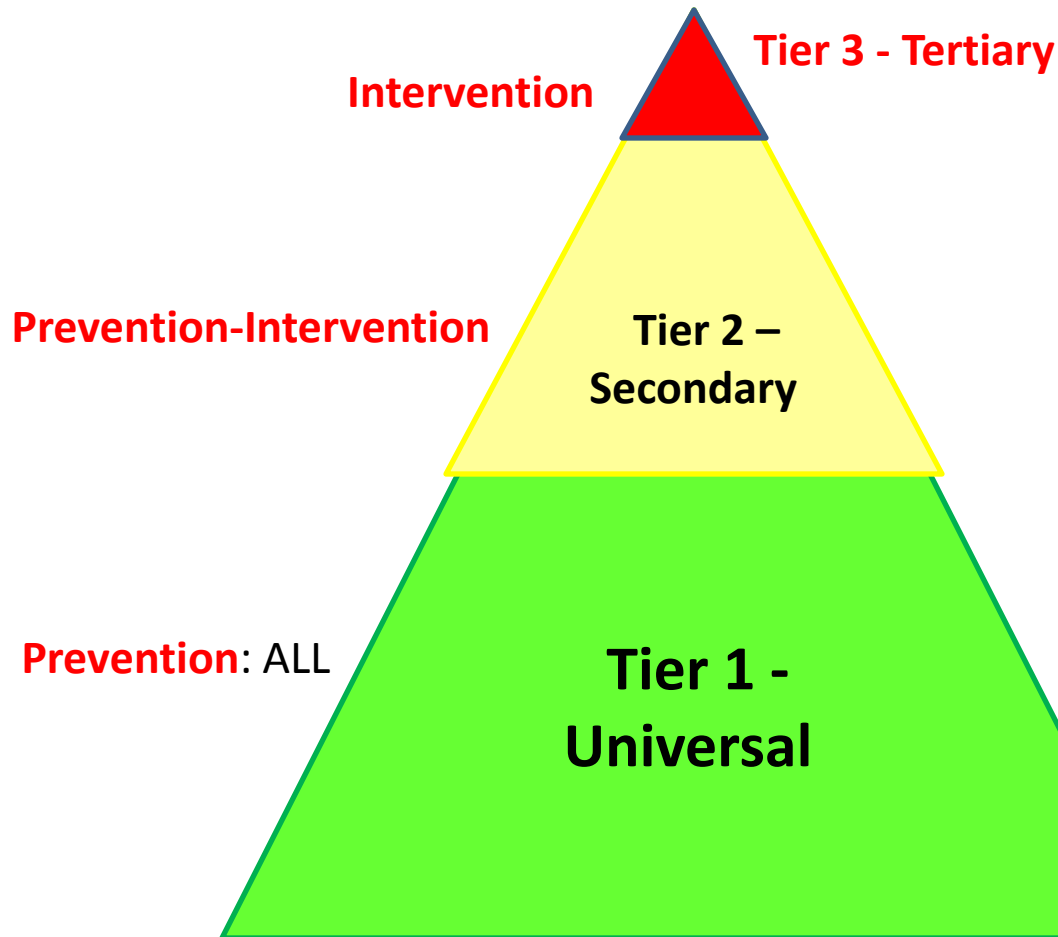 Tier 3 - Tertiary
Intervention
Prevention-Intervention
Tier 2 –
Secondary
Prevention: ALL
Tier 1 -
Universal